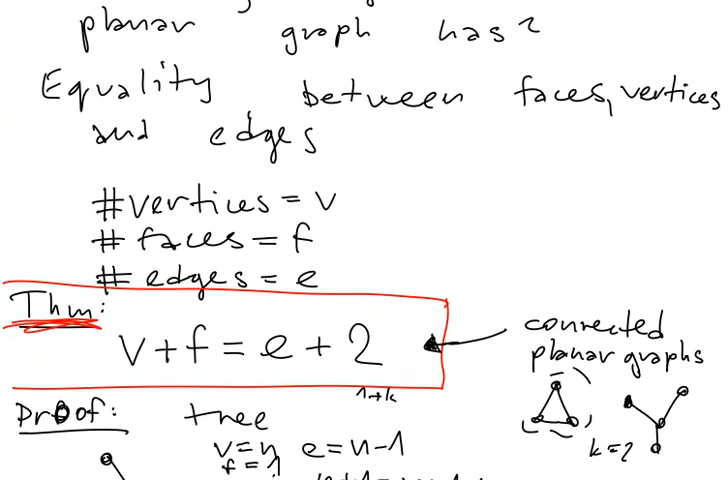 planar graph has?
Equality between faces, vertices
and edges
#vertices = v
# faces = f
# edges = e
Thm:
v + f = e + 2
1+k
connected
planar graphs
k=2
Proof: tree
v=n e=n-1
f=1